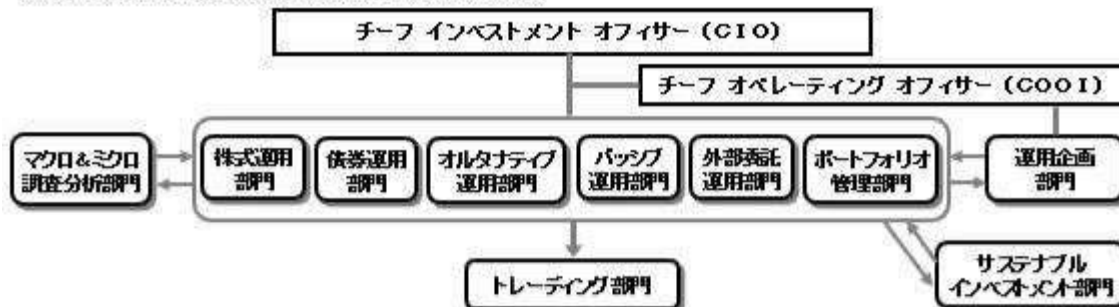 チーフ インベストメント オフィサー (CIO)
チーフ オペレーティング オフィサー (COOI)
マクロ&ミクロ
調査分析部門
株式運用
部門
債券運用
部門
オルタナティブ
運用部門
パッシブ
運用部門
外部委託
運用部門
ポートフォリオ
管理部門
運用企画
部門
トレーディング部門
サステナブル
インベストメント部門